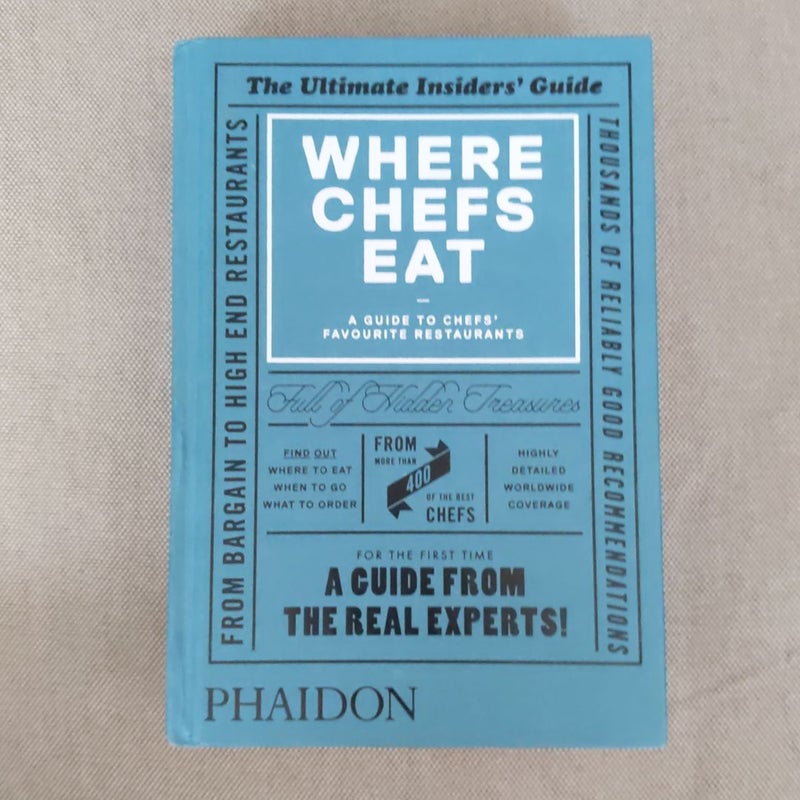 The Ultimate Insiders' Guide
FROM BARGAIN TO HIGH END RESTAURANTS
WHERE
CHEFS
EAT
A GUIDE TO CHEFS'
FAVOURITE RESTAURANTS
THOUSANDS OF RELIABLY GOOD RECOMMENDATIONS
Full of Hidden Treasures
FIND OUT
WHERE TO EAT
WHEN TO GO
WHAT TO ORDER
FROM
MORE THAN
400
OF THE BEST
CHEFS
HIGHLY
DETAILED
WORLDWIDE
COVERAGE
FOR THE FIRST TIME
A GUIDE FROM
THE REAL EXPERTS!
PHAIDON